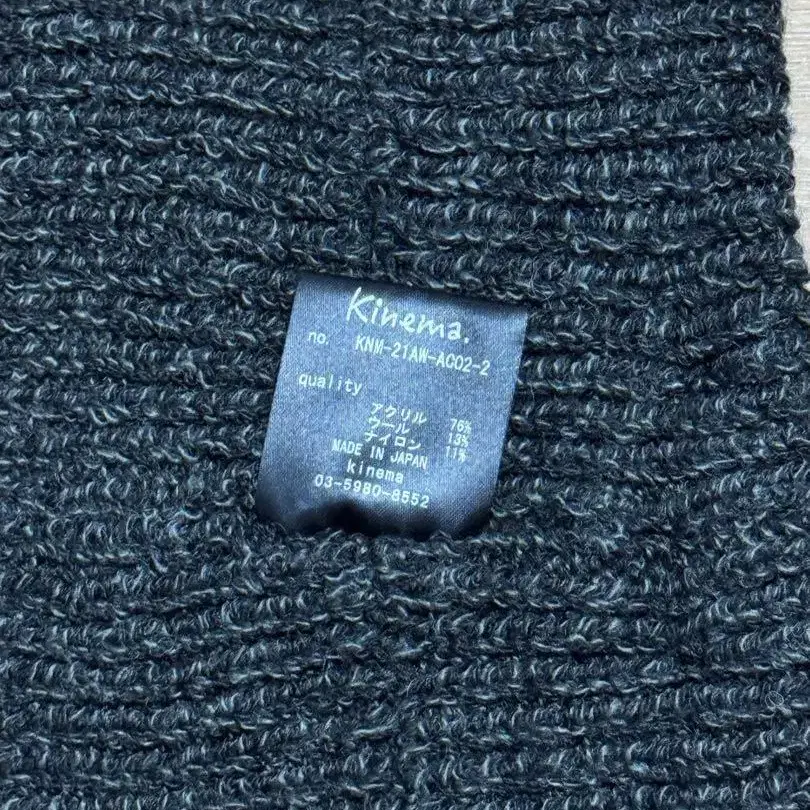 Kinema.
no. KNM-21AW-AC02-2
quality
アクリル 76%
ウール 13%
ナイロン 11%
MADE IN JAPAN
kinema
03-5980-8552